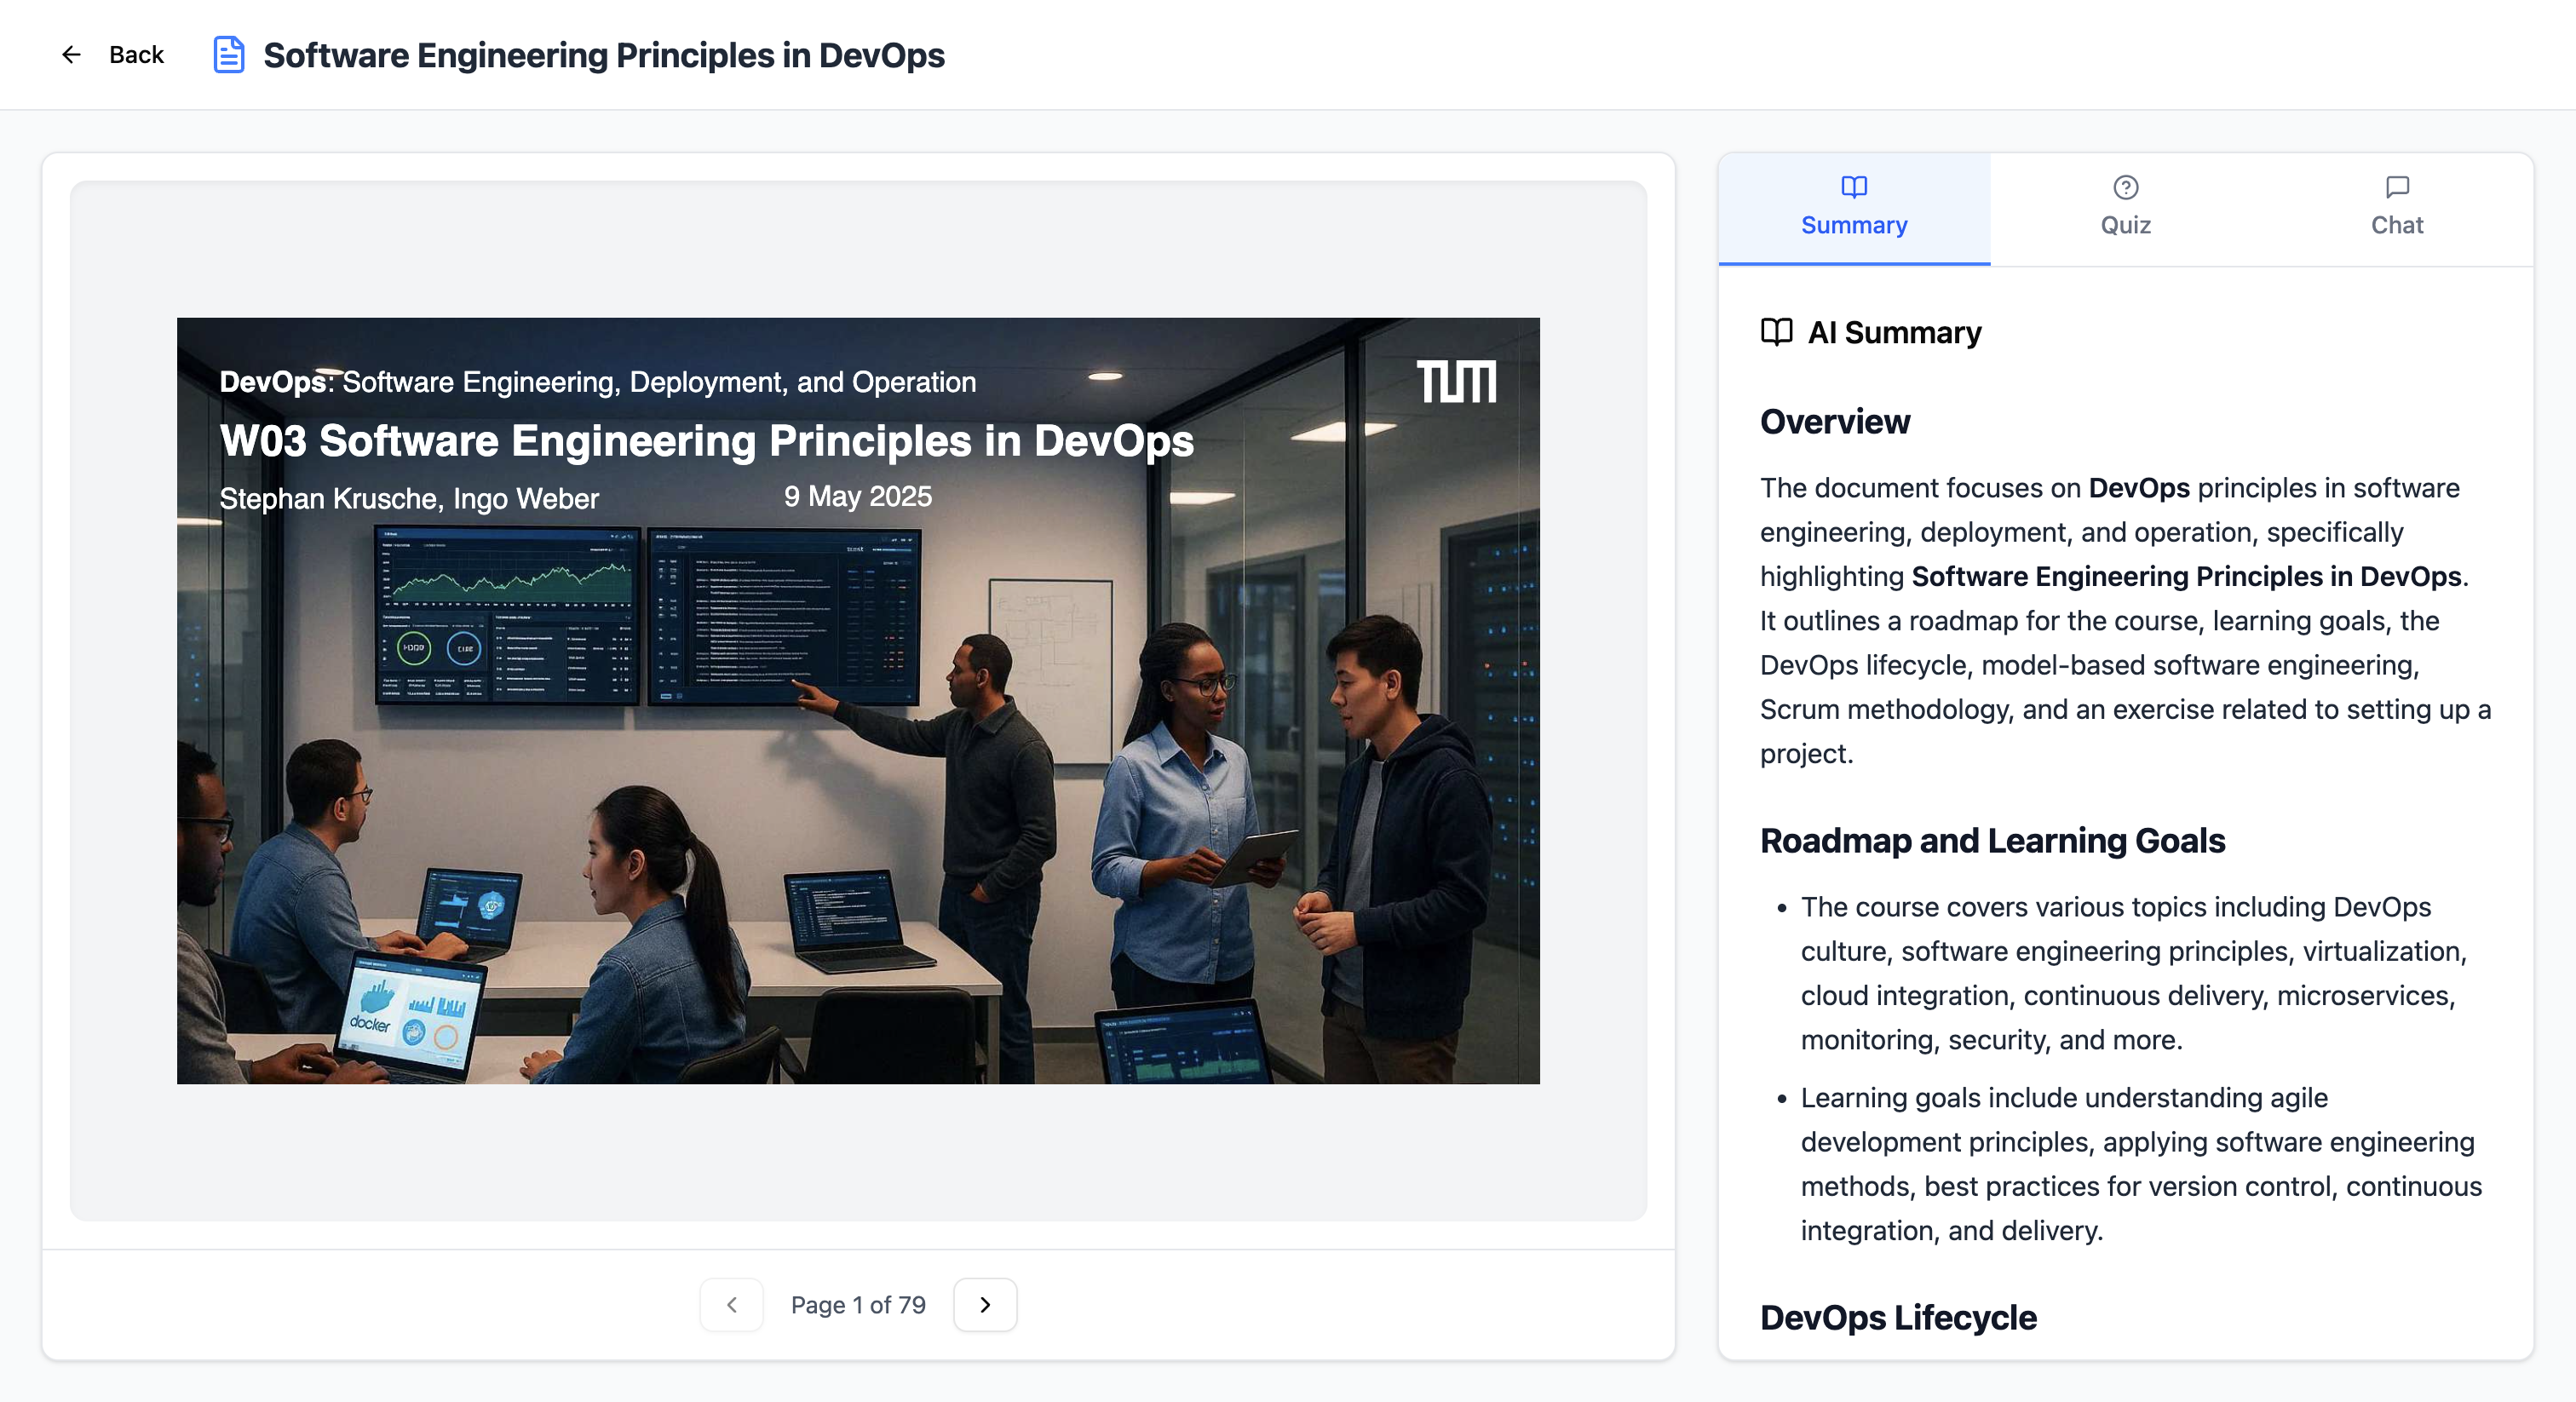 Back
Software Engineering Principles in DevOps
DevOps: Software Engineering, Deployment, and Operation
TUM
W03 Software Engineering Principles in DevOps
Stephan Krusche, Ingo Weber
9 May 2025
docker
Page 1 of 79
Summary
Quiz
Chat
AI Summary
Overview
The document focuses on DevOps principles in software
engineering, deployment, and operation, specifically
highlighting Software Engineering Principles in DevOps.
It outlines a roadmap for the course, learning goals, the
DevOps lifecycle, model-based software engineering,
Scrum methodology, and an exercise related to setting up a
project.
Roadmap and Learning Goals
• The course covers various topics including DevOps
culture, software engineering principles, virtualization,
cloud integration, continuous delivery, microservices,
monitoring, security, and more.
• Learning goals include understanding agile
development principles, applying software engineering
methods, best practices for version control, continuous
integration, and delivery.
DevOps Lifecycle